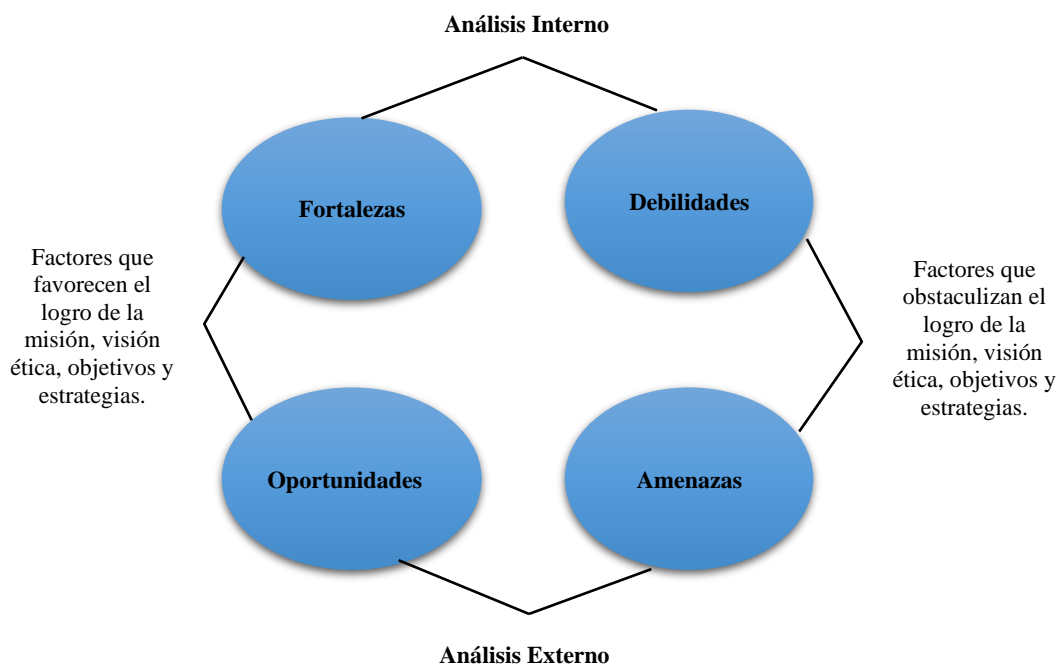 Análisis Interno
Fortalezas
Debilidades
Factores que
favorecen el
logro de la
misión, visión
ética, objetivos y
estrategias.
Factores que
obstaculizan el
logro de la
misión, visión
ética, objetivos y
estrategias.
Oportunidades
Amenazas
Análisis Externo